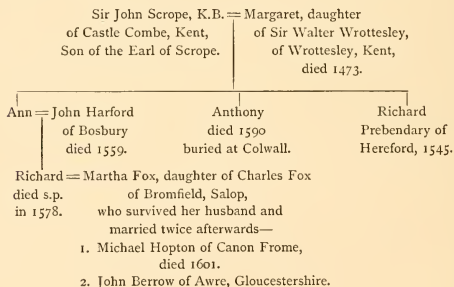 Sir John Scrope, K.B. = Margaret, daughter
of Castle Combe, Kent, of Sir Walter Wrottesley,
Son of the Earl of Scrope. of Wrottesley, Kent,
died 1473.
Ann = John Harford Anthony Richard
of Bosbury died 1590 Prebendary of
died 1559. buried at Colwall. Hereford, 1545.
Richard = Martha Fox, daughter of Charles Fox
died s.p. of Bromfield, Salop,
in 1578. who survived her husband and
married twice afterwards—
1. Michael Hopton of Canon Frome,
died 1601.
2. John Berrow of Awre, Gloucestershire.